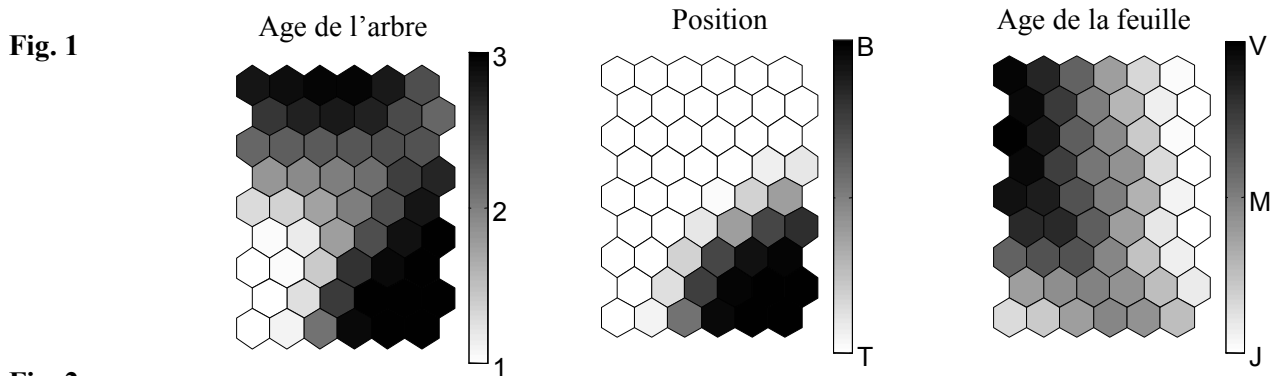 Fig. 1
Age de l'arbre
Position
Age de la feuille
3
2
1
B
T
V
M
J
Fig. 2